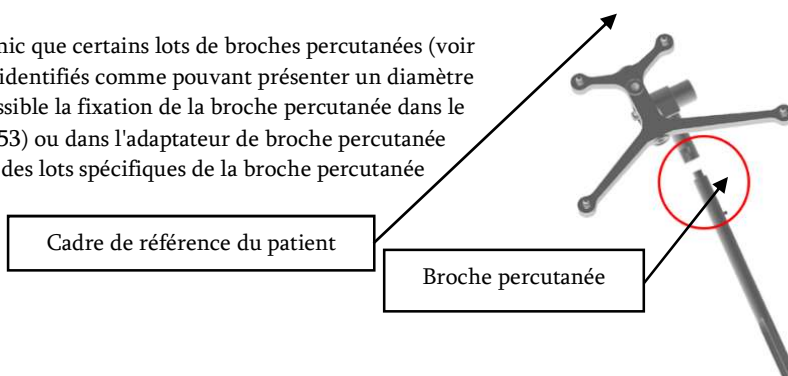 nic que certains lots de broches percutanées (voir
identifiés comme pouvant présenter un diamètre
ssible la fixation de la broche percutanée dans le
53) ou dans l'adaptateur de broche percutanée
des lots spécifiques de la broche percutanée
Cadre de référence du patient
Broche percutanée